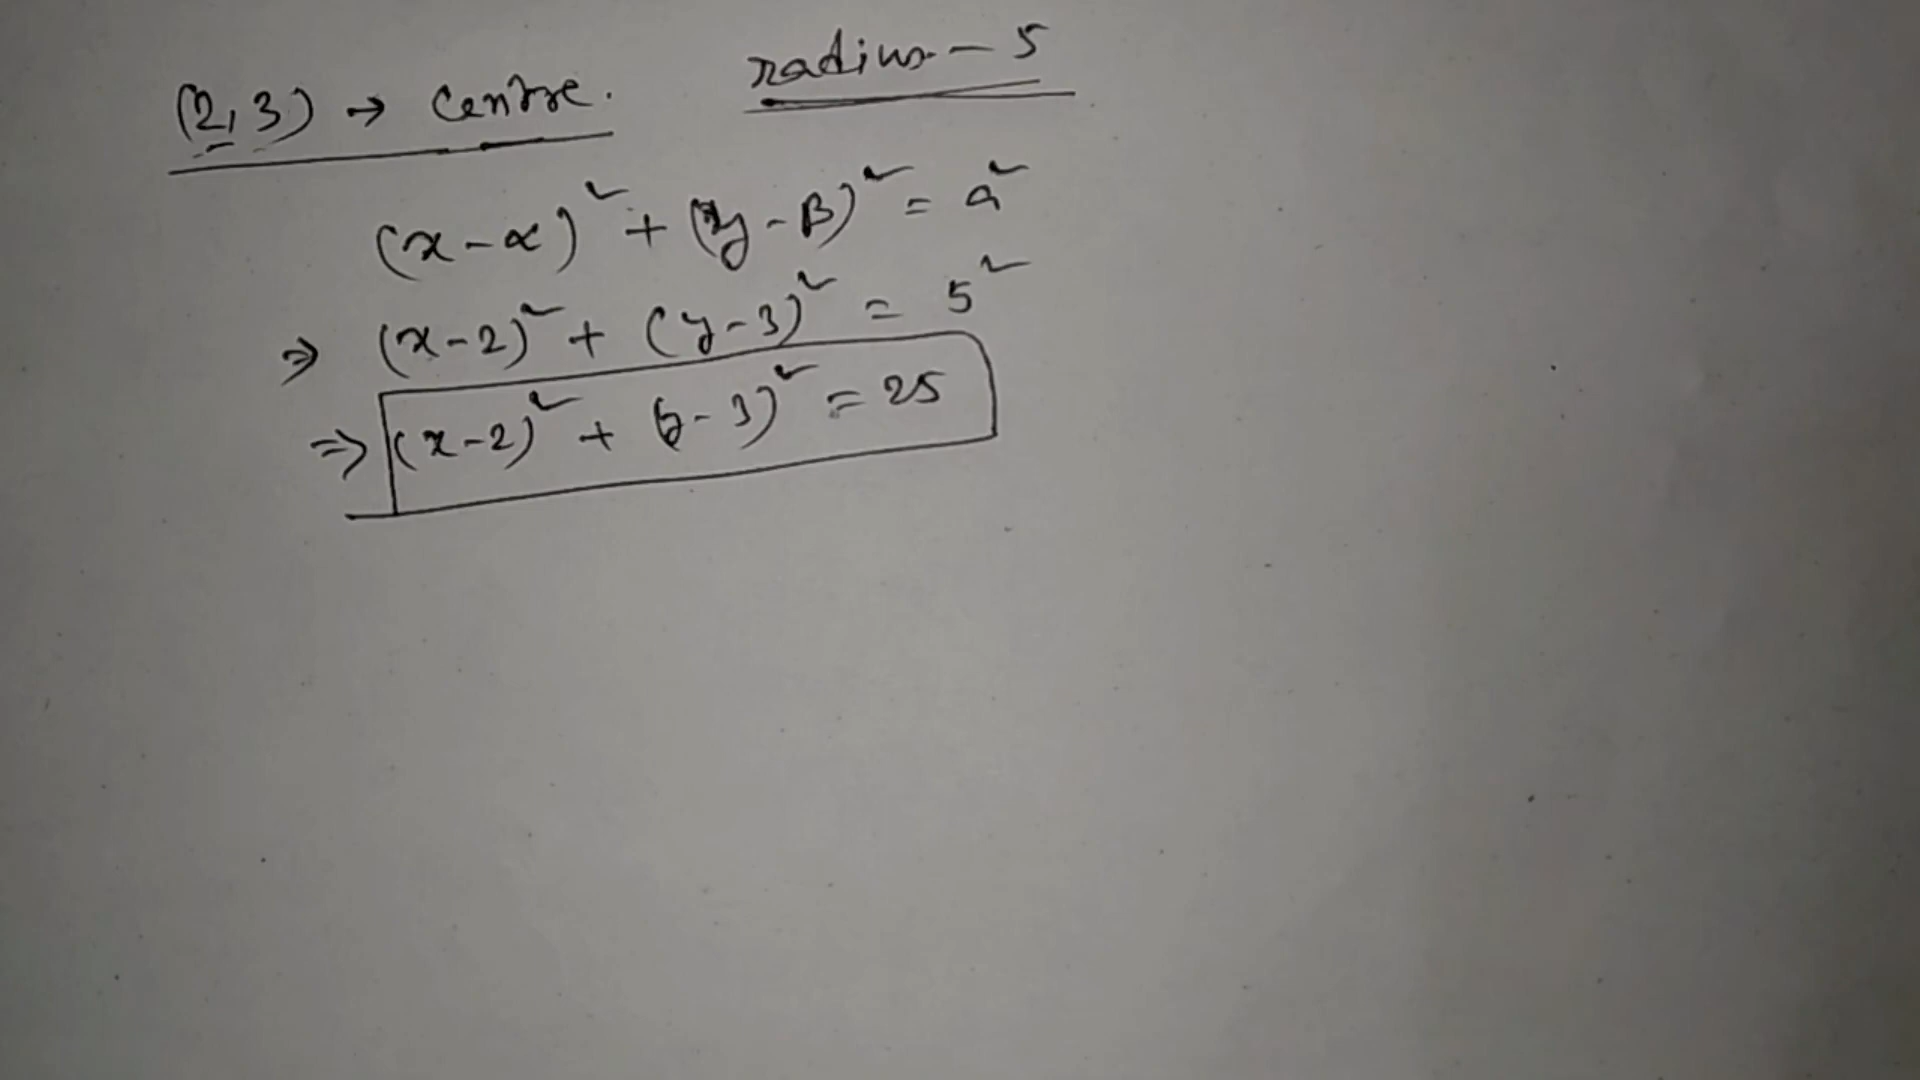 (2,3) → Centre. radius – 5
(x-α)² + (y-β)² = a²
⇒ (x-2)² + (y-3)² = 5²
⇒ (x-2)² + (y-3)² = 25